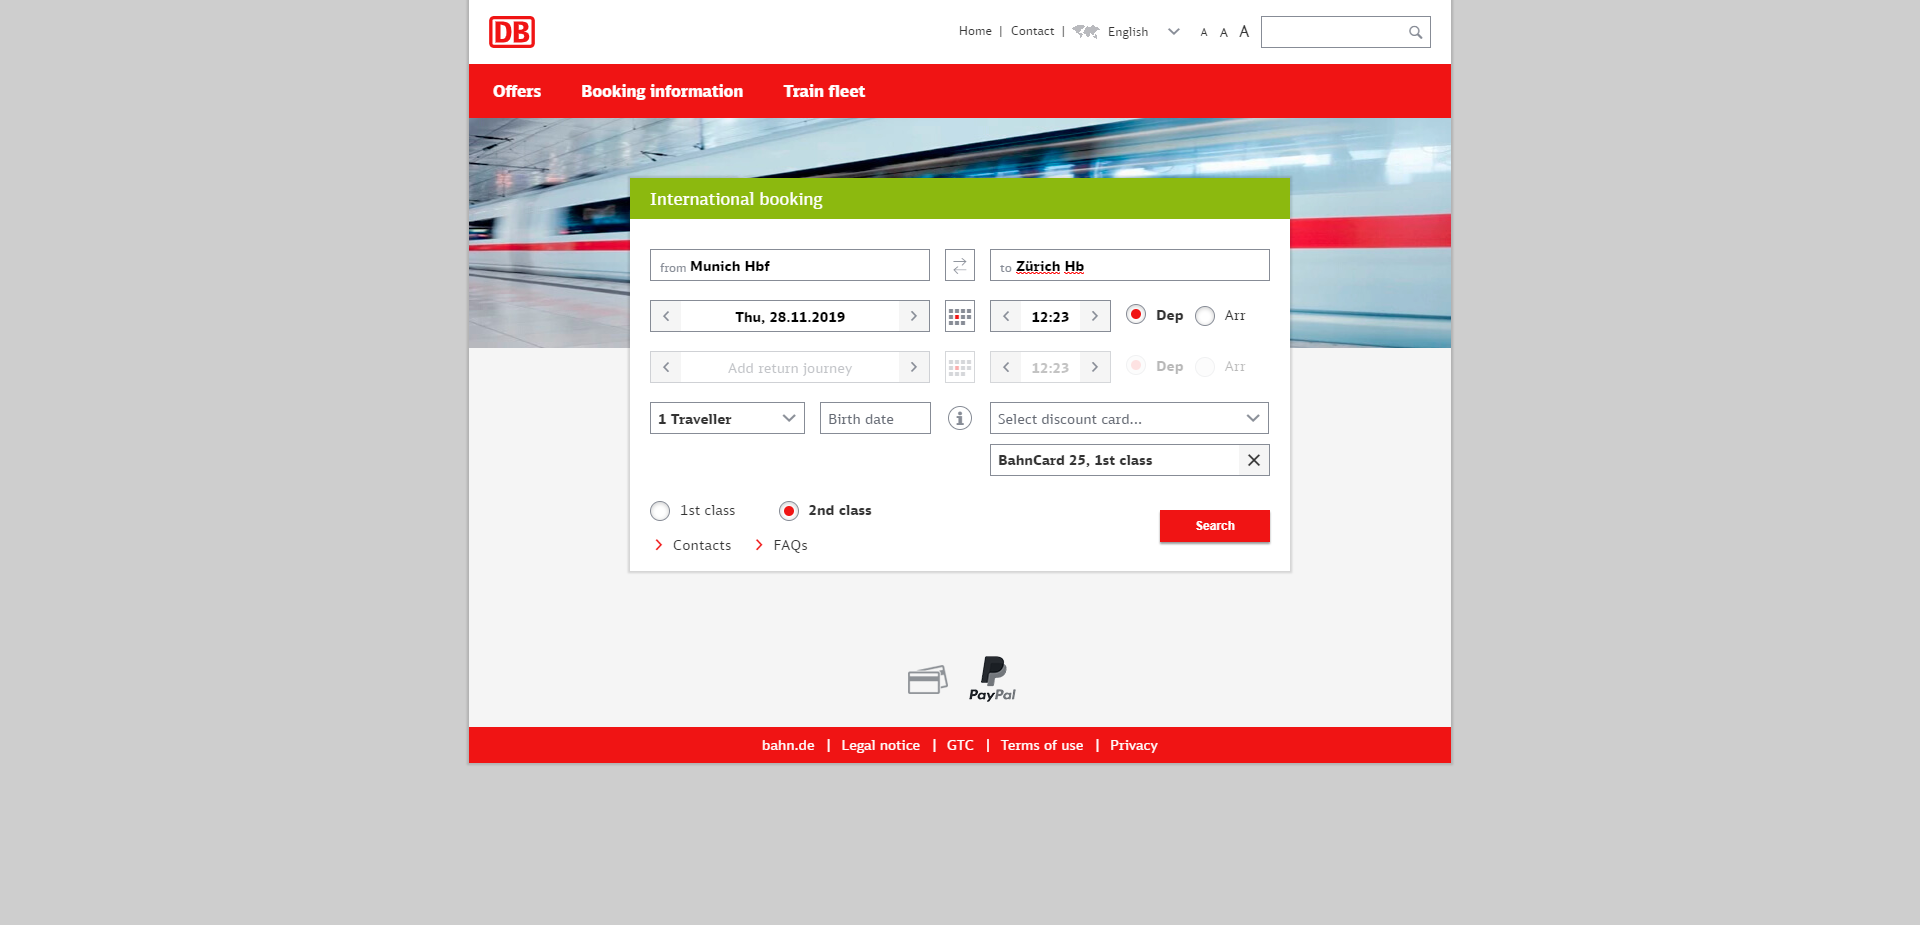 DB
Home | Contact | English A A A
Offers Booking information Train fleet
International booking
from Munich Hbf to Zürich Hb
Thu, 28.11.2019 12:23 Dep Arr
Add return journey 12:23 Dep Arr
1 Traveller Birth date i Select discount card...
BahnCard 25, 1st class
1st class 2nd class
Search
Contacts FAQs
PayPal
bahn.de | Legal notice | GTC | Terms of use | Privacy